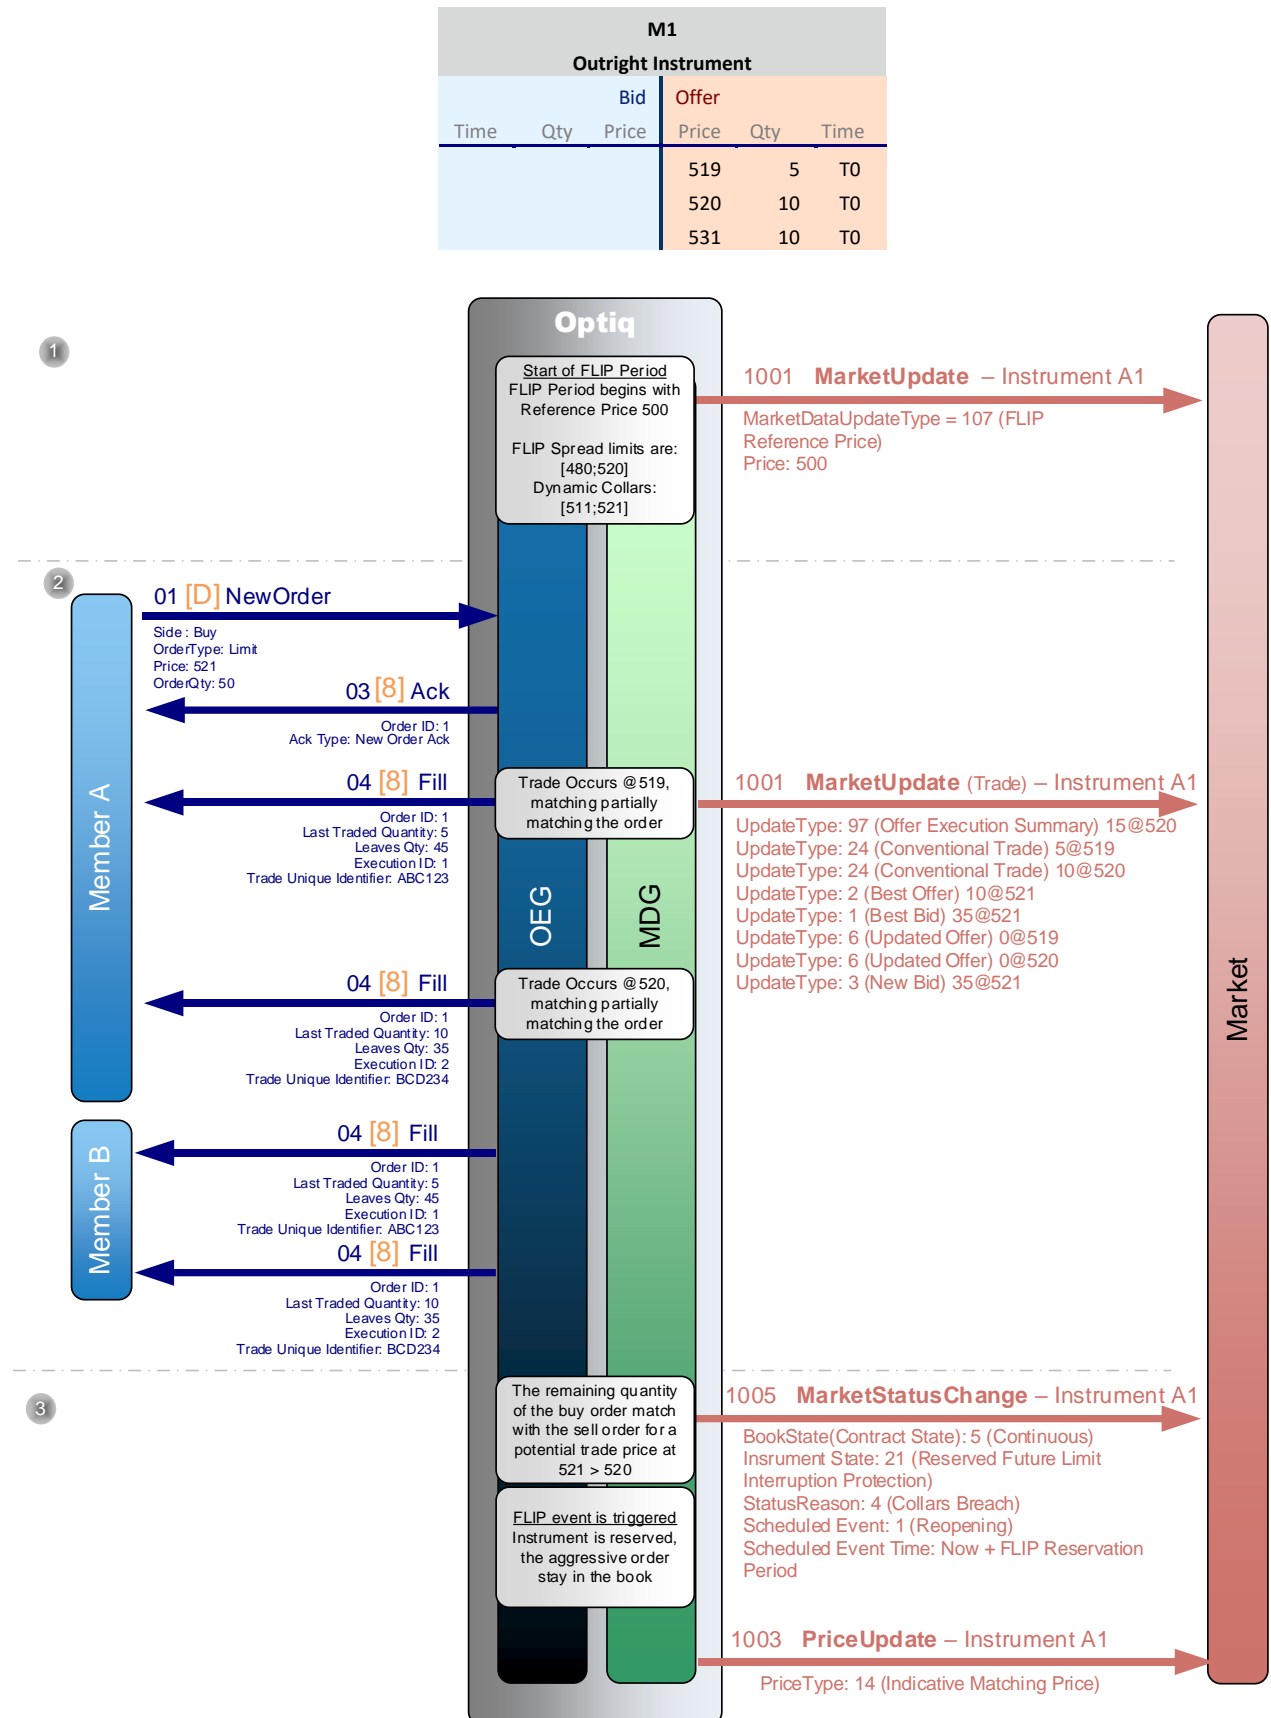 M1
Outright Instrument
Bid Offer
Time Qty Price Price Qty Time
519 5 T0
520 10 T0
531 10 T0
Optiq
1
Start of FLIP Period
FLIP Period begins with
Reference Price 500
FLIP Spread limits are:
[480;520]
Dynamic Collars:
[511;521]
1001 MarketUpdate – Instrument A1
MarketDataUpdateType = 107 (FLIP
Reference Price)
Price: 500
2
01 [D] NewOrder
Side : Buy
OrderType: Limit
Price: 521
OrderQty: 50
03 [8] Ack
Order ID: 1
Ack Type: New Order Ack
04 [8] Fill
Order ID: 1
Last Traded Quantity: 5
Leaves Qty: 45
Execution ID: 1
Trade Unique Identifier: ABC123
Trade Occurs @519,
matching partially
matching the order
1001 MarketUpdate (Trade) – Instrument A1
UpdateType: 97 (Offer Execution Summary) 15@520
UpdateType: 24 (Conventional Trade) 5@519
UpdateType: 24 (Conventional Trade) 10@520
UpdateType: 2 (Best Offer) 10@521
UpdateType: 1 (Best Bid) 35@521
UpdateType: 6 (Updated Offer) 0@519
UpdateType: 6 (Updated Offer) 0@520
UpdateType: 3 (New Bid) 35@521
Member A
OEG
MDG
Market
04 [8] Fill
Order ID: 1
Last Traded Quantity: 10
Leaves Qty: 35
Execution ID: 2
Trade Unique Identifier: BCD234
Trade Occurs @520,
matching partially
matching the order
Member B
04 [8] Fill
Order ID: 1
Last Traded Quantity: 5
Leaves Qty: 45
Execution ID: 1
Trade Unique Identifier: ABC123
04 [8] Fill
Order ID: 1
Last Traded Quantity: 10
Leaves Qty: 35
Execution ID: 2
Trade Unique Identifier: BCD234
3
The remaining quantity
of the buy order match
with the sell order for a
potential trade price at
521 > 520
FLIP event is triggered
Instrument is reserved,
the aggressive order
stay in the book
1005 MarketStatusChange – Instrument A1
BookState(Contract State): 5 (Continuous)
Insrument State: 21 (Reserved Future Limit
Interruption Protection)
StatusReason: 4 (Collars Breach)
Scheduled Event: 1 (Reopening)
Scheduled Event Time: Now + FLIP Reservation
Period
1003 PriceUpdate – Instrument A1
PriceType: 14 (Indicative Matching Price)